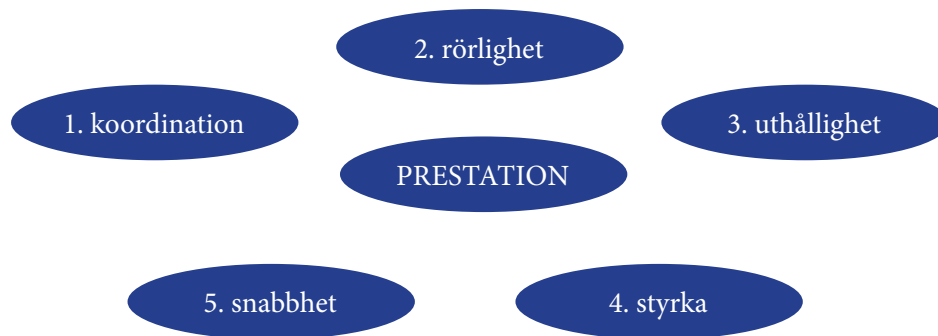 2. rörlighet
1. koordination
3. uthållighet
PRESTATION
5. snabbhet
4. styrka